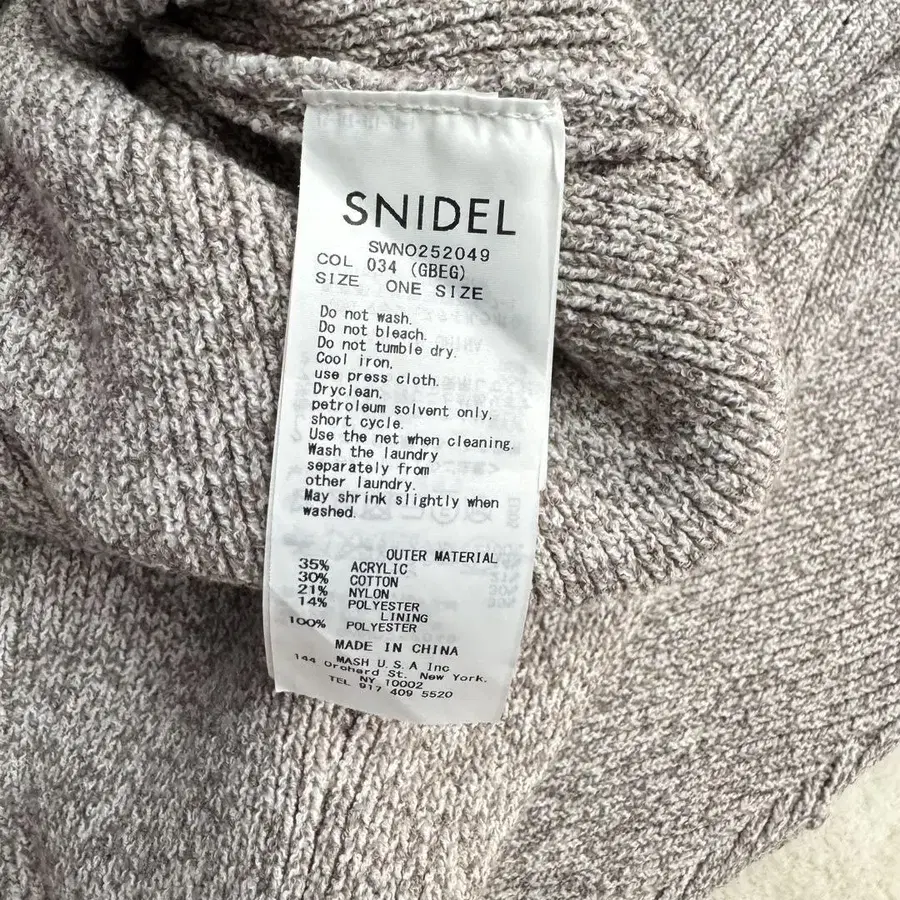 SNIDEL
SWNO252049
COL 034 (GBEG)
SIZE ONE SIZE
Do not wash.
Do not bleach.
Do not tumble dry.
Cool iron,
use press cloth.
Dryclean,
petroleum solvent only,
short cycle.
Use the net when cleaning.
Wash the laundry
separately from
other laundry.
May shrink slightly when
washed.
OUTER MATERIAL
35% ACRYLIC
30% COTTON
21% NYLON
14% POLYESTER
LINING
100% POLYESTER
MADE IN CHINA
MASH U.S.A Inc
144 Orchard St. New York.
NY 10002
TEL 917 409 5520